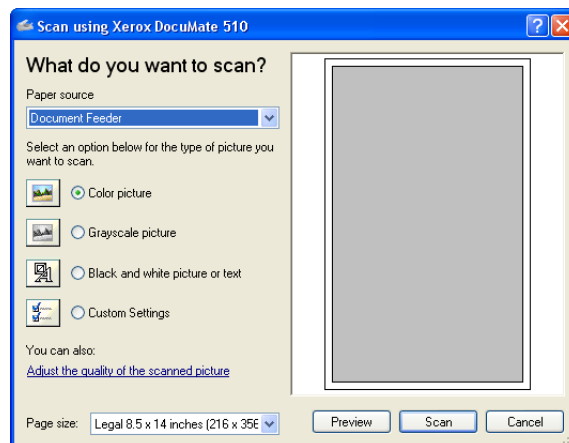 Scan using Xerox DocuMate 510
What do you want to scan?
Paper source
Document Feeder
Select an option below for the type of picture you
want to scan.
Color picture
Grayscale picture
Black and white picture or text
Custom Settings
You can also:
Adjust the quality of the scanned picture
Page size: Legal 8.5 x 14 inches (216 x 356
Preview Scan Cancel